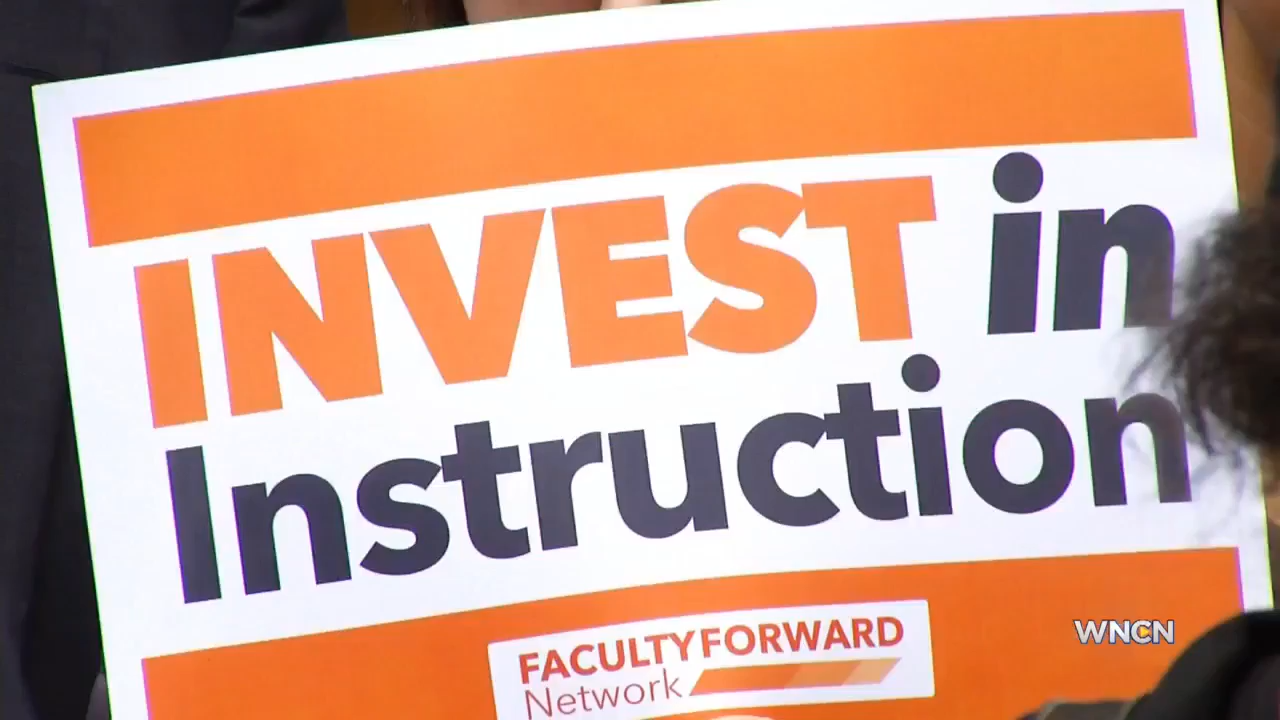 INVEST in
Instruction
FACULTYFORWARD
Network
WNCN